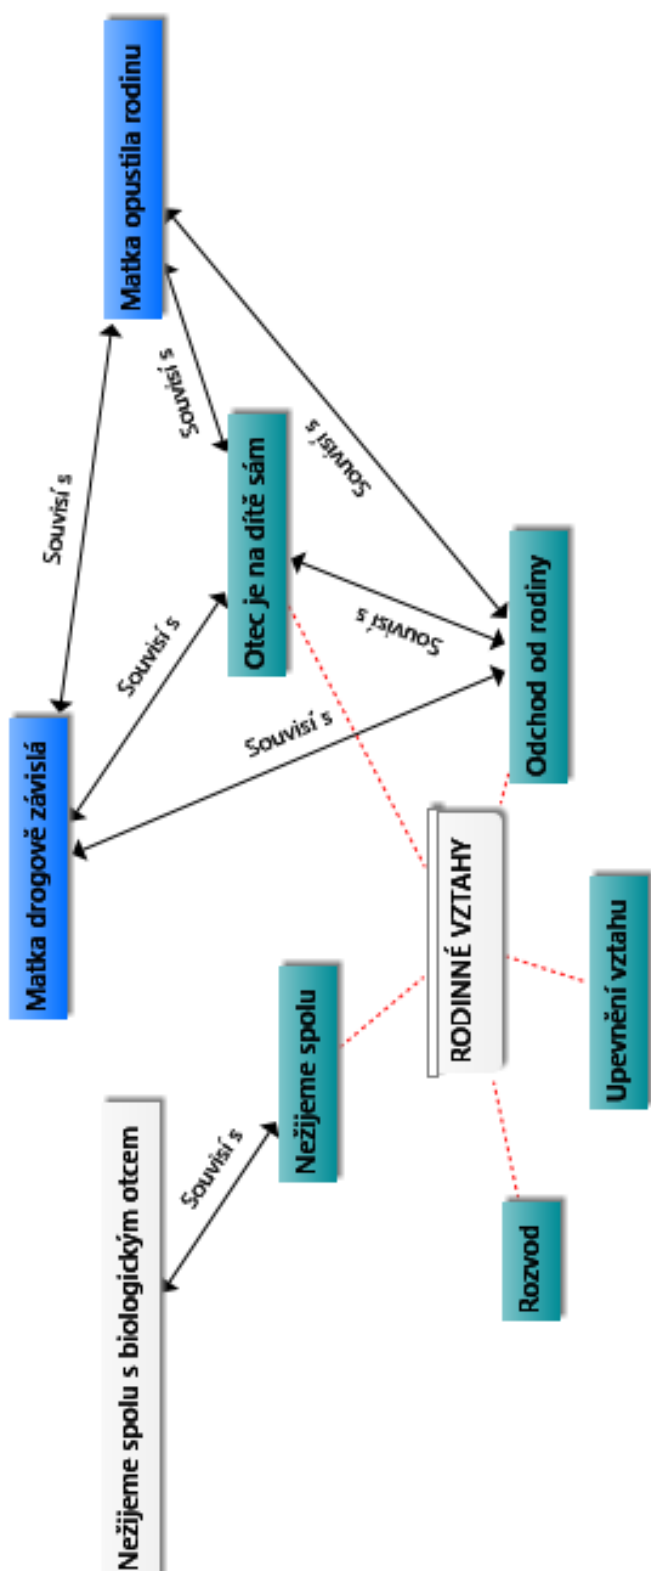 Matka drogově závislá
Souvisí s
Matka opustila rodinu
Nežijeme spolu s biologickým otcem
Souvisí s
Souvisí s
Souvisí s
Otec je na dítě sám
Nežijeme spolu
Souvisí s
Souvisí s
Souvisí s
RODINNÉ VZTAHY
Rozvod
Odchod od rodiny
Upevnění vztahu